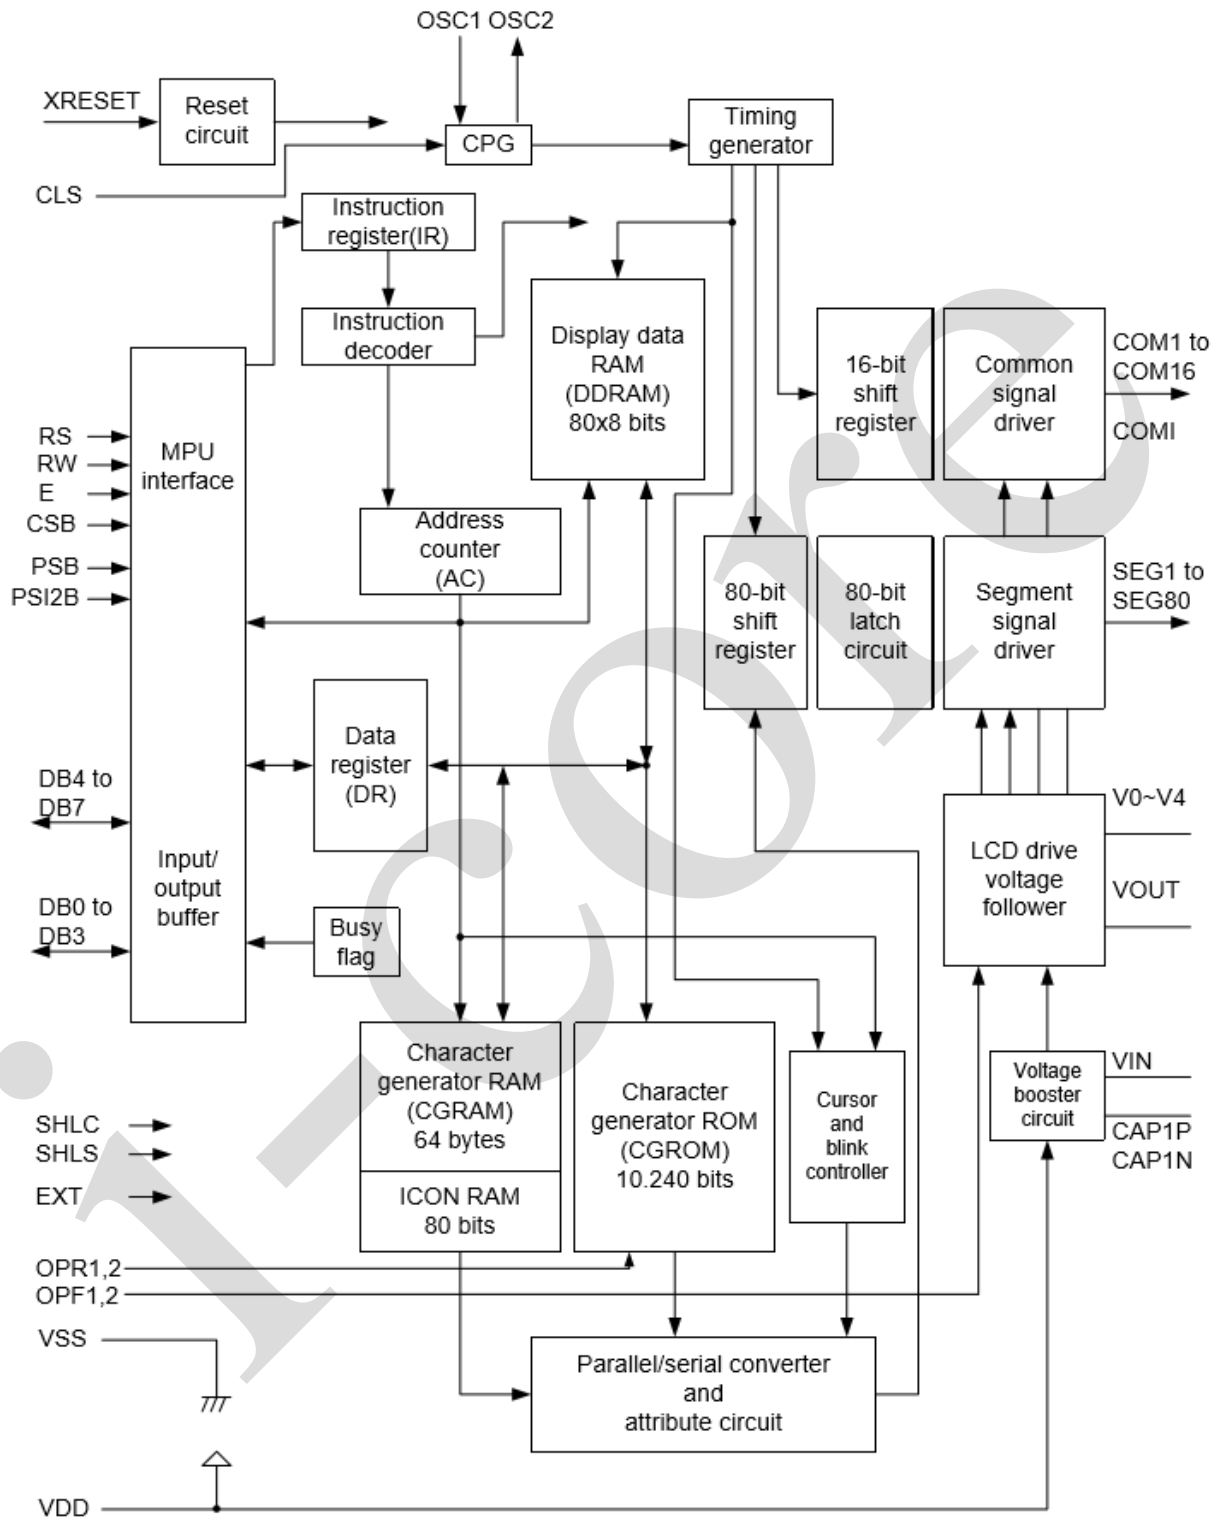 OSC1 OSC2
XRESET
Reset
circuit
Timing
generator
CPG
CLS
Instruction
register(IR)
Instruction
decoder
Display data
RAM
(DDRAM)
80x8 bits
16-bit
shift
register
Common
signal
driver
COM1 to
COM16
COMI
MPU
interface
RS
RW
E
CSB
PSB
PSI2B
Address
counter
(AC)
80-bit
shift
register
80-bit
latch
circuit
Segment
signal
driver
SEG1 to
SEG80
Data
register
(DR)
DB4 to
DB7
Input/
output
buffer
DB0 to
DB3
Busy
flag
LCD drive
voltage
follower
V0~V4
VOUT
Character
generator RAM
(CGRAM)
64 bytes
ICON RAM
80 bits
Character
generator ROM
(CGROM)
10.240 bits
Cursor
and
blink
controller
Voltage
booster
circuit
VIN
CAP1P
CAP1N
SHLC
SHLS
EXT
OPR1,2
OPF1,2
VSS
Parallel/serial converter
and
attribute circuit
VDD
i-core